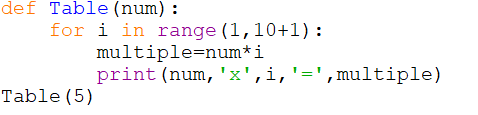 def Table(num):
    for i in range(1,10+1):
        multiple=num*i
        print(num,'x',i,'=',multiple)
Table(5)